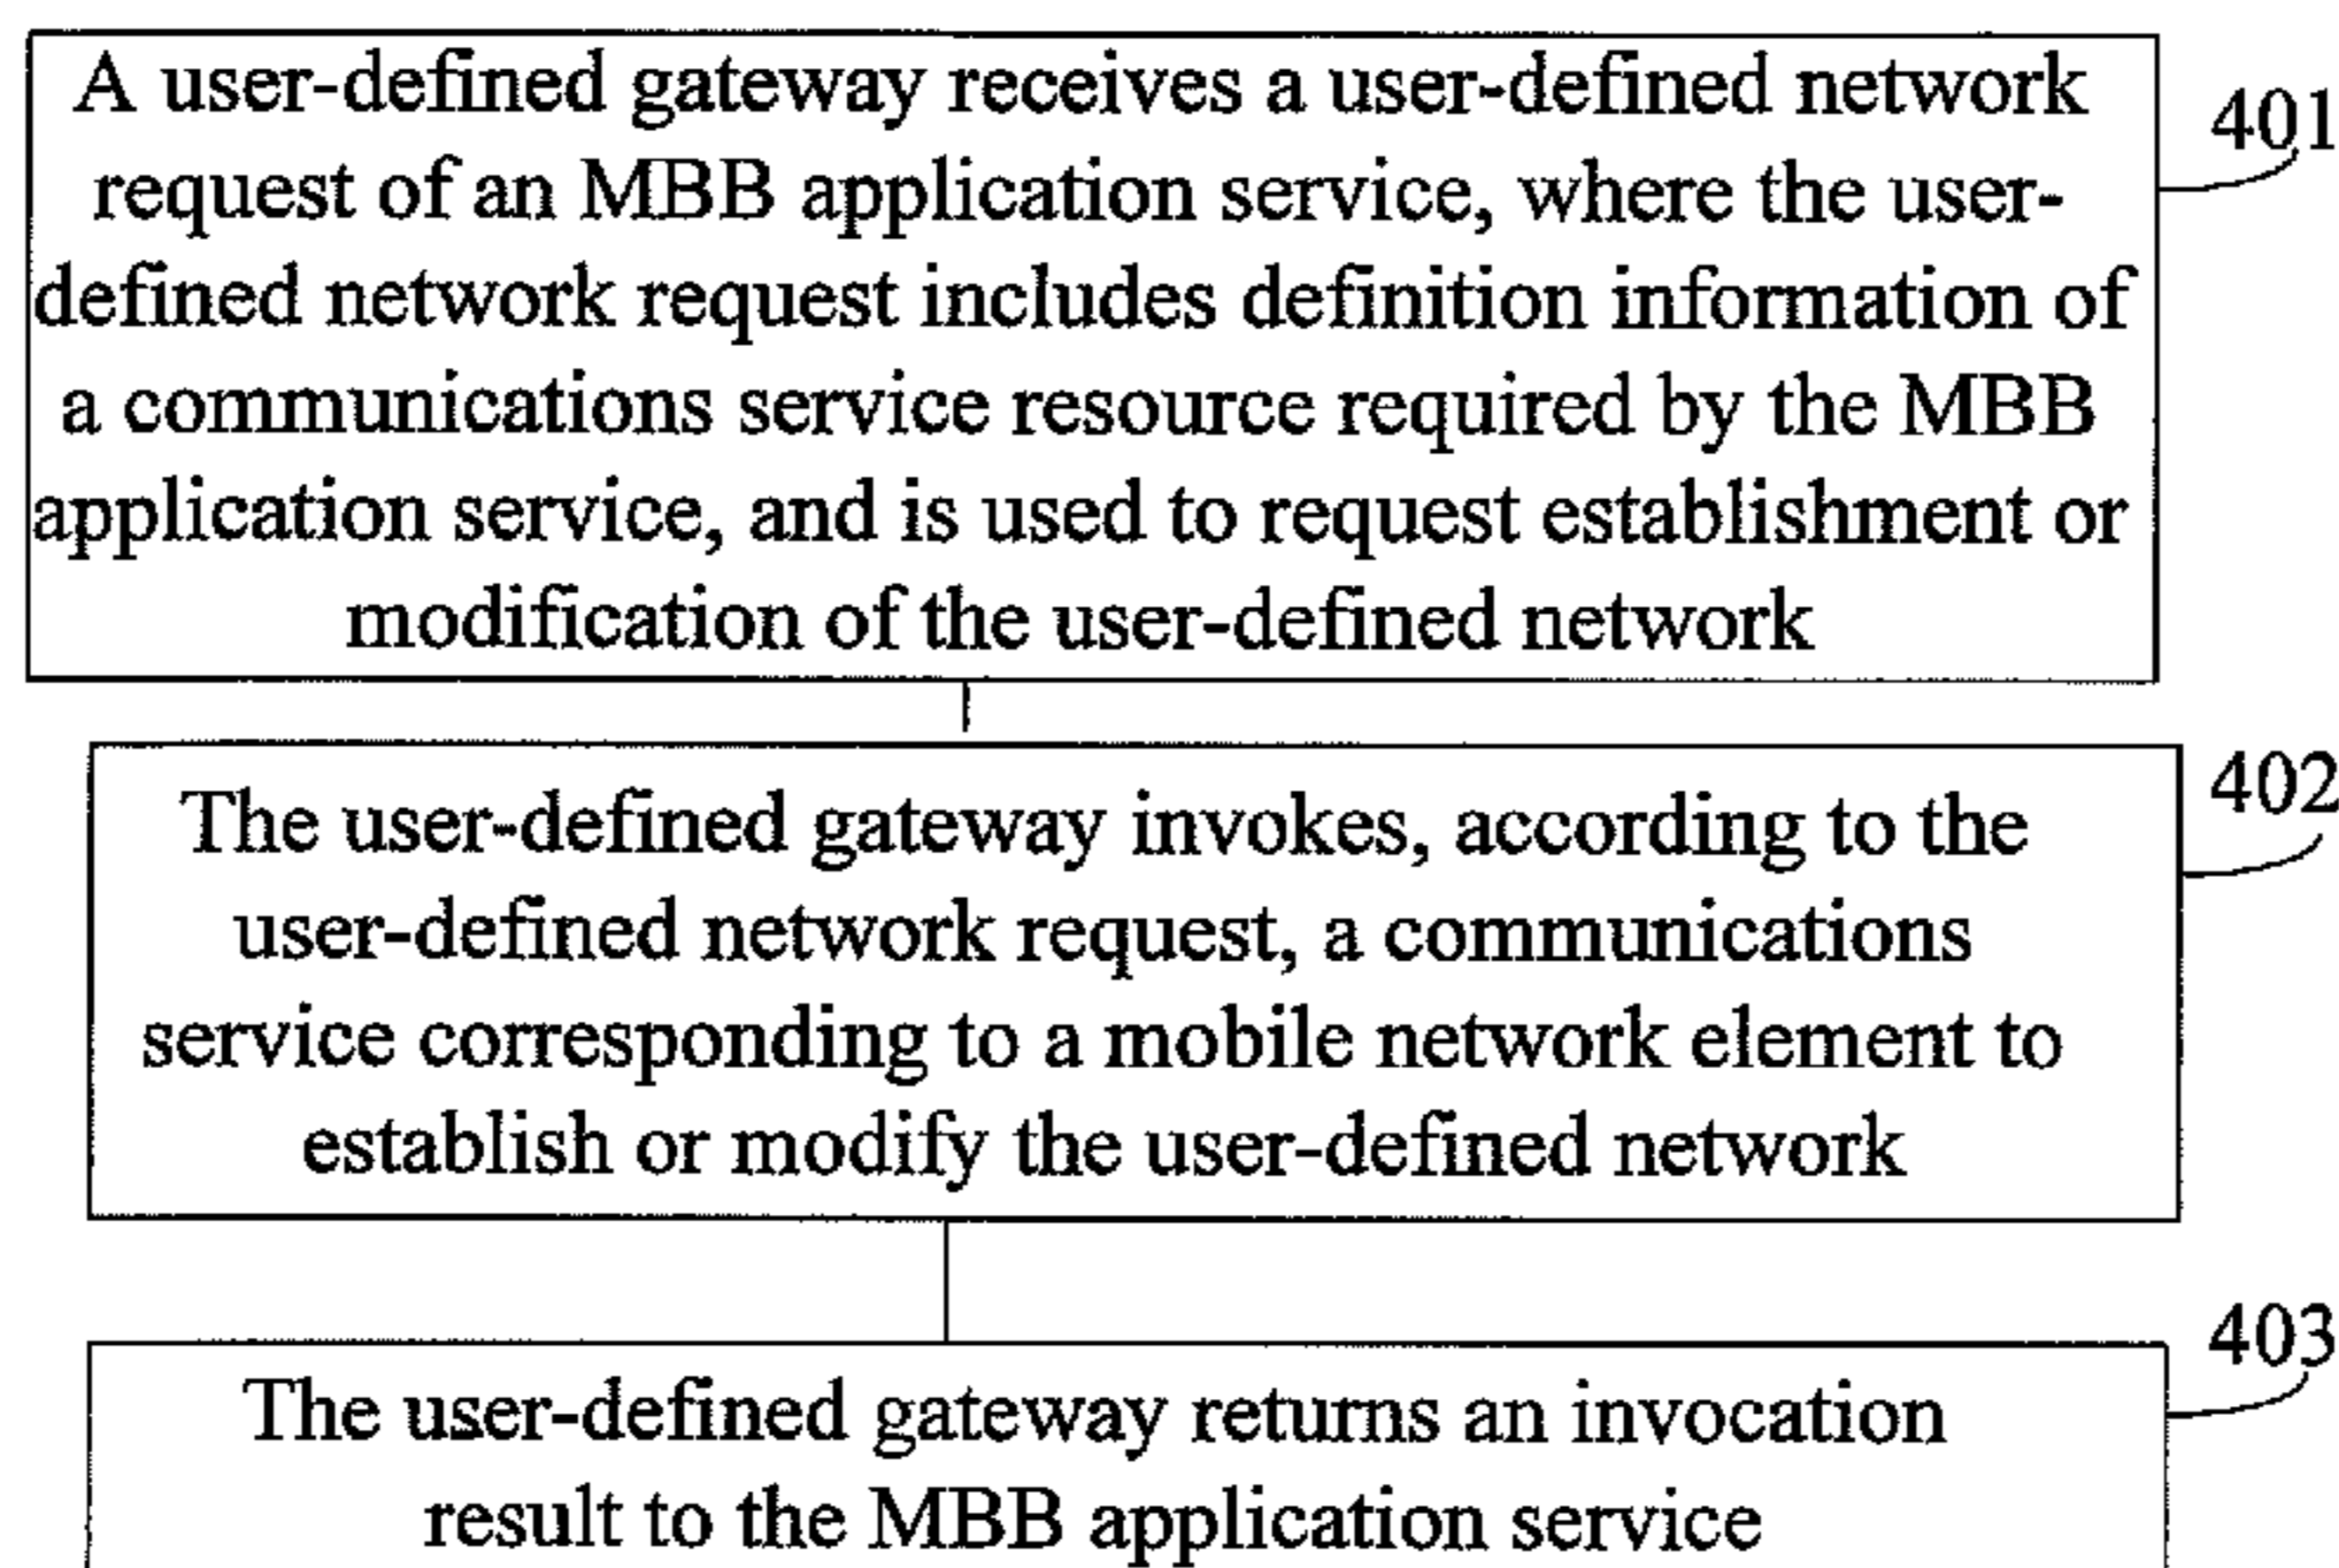 A user-defined gateway receives a user-defined network
request of an MBB application service, where the user-
defined network request includes definition information of
a communications service resource required by the MBB
application service, and is used to request establishment or
modification of the user-defined network
401
The user-defined gateway invokes, according to the
user-defined network request, a communications
service corresponding to a mobile network element to
establish or modify the user-defined network
402
The user-defined gateway returns an invocation
result to the MBB application service
403